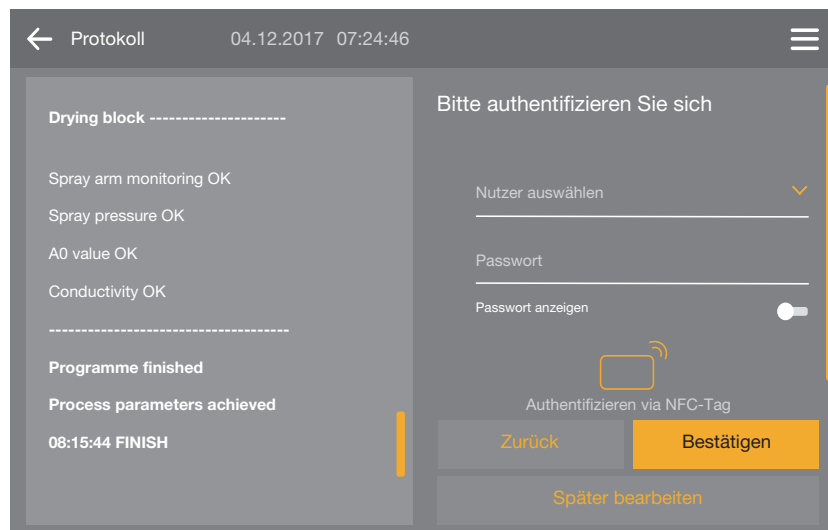 Protokoll 04.12.2017 07:24:46
Drying block ---------------------
Spray arm monitoring OK
Spray pressure OK
A0 value OK
Conductivity OK
-------------------------------------
Programme finished
Process parameters achieved
08:15:44 FINISH
Bitte authentifizieren Sie sich
Nutzer auswählen
Passwort
Passwort anzeigen
Authentifizieren via NFC-Tag
Zurück
Bestätigen
Später bearbeiten